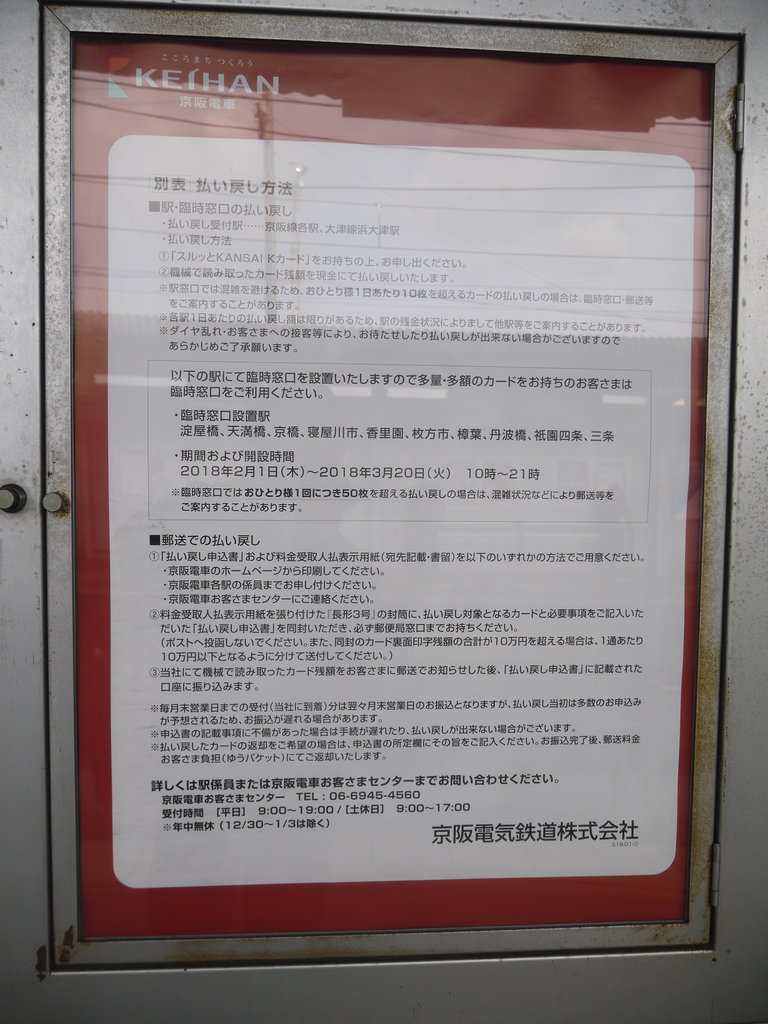 こころまち つくろう
KEIHAN
京阪電車
別表 払い戻し方法
■駅・臨時窓口の払い戻し
・払い戻し受付駅……京阪線各駅、大津線浜大津駅
・払い戻し方法
①「スルッとKANSAI Kカード」をお持ちの上、お申し出ください。
②機械で読み取ったカード残額を現金にて払い戻しいたします。
※駅窓口では混雑を避けるため、おひとり様1日あたり10枚を超えるカードの払い戻しの場合は、臨時窓口・郵送等
をご案内することがあります。
※各駅1日あたりの払い戻し額は限りがあるため、駅の残金状況によりまして他駅等をご案内することがあります。
※ダイヤ乱れ・お客さまへの接客等により、お待たせしたり払い戻しが出来ない場合がございますので
あらかじめご了承願います。
以下の駅にて臨時窓口を設置いたしますので多量・多額のカードをお持ちのお客さまは
臨時窓口をご利用ください。
・臨時窓口設置駅
淀屋橋、天満橋、京橋、寝屋川市、香里園、枚方市、樟葉、丹波橋、祇園四条、三条
・期間および開設時間
2018年2月1日(木)～2018年3月20日(火) 10時～21時
※臨時窓口ではおひとり様1回につき50枚を超える払い戻しの場合は、混雑状況などにより郵送等を
ご案内することがあります。
■郵送での払い戻し
①「払い戻し申込書」および料金受取人払表示用紙(宛先記載・書留)を以下のいずれかの方法でご用意ください。
・京阪電車のホームページから印刷してください。
・京阪電車各駅の係員までお申し付けください。
・京阪電車お客さまセンターにご連絡ください。
②料金受取人払表示用紙を張り付けた『長形3号』の封筒に、払い戻し対象となるカードと必要事項をご記入いた
だいた「払い戻し申込書」を同封いただき、必ず郵便局窓口までお持ちください。
(ポストへ投函しないでください。また、同封のカード裏面印字残額の合計が10万円を超える場合は、1通あたり
10万円以下となるように分けて送付してください。)
③当社にて機械で読み取ったカード残額をお客さまに郵送でお知らせした後、「払い戻し申込書」に記載された
口座に振り込みます。
※毎月末営業日までの受付(当社に到着)分は翌々月末営業日のお振込となりますが、払い戻し当初は多数のお申込み
が予想されるため、お振込が遅れる場合があります。
※申込書の記載事項に不備があった場合は手続が遅れたり、払い戻しが出来ない場合がございます。
※払い戻したカードの返却をご希望の場合は、申込書の所定欄にその旨をご記入ください。お振込完了後、郵送料金
お客さま負担(ゆうパケット)にてご返却いたします。
詳しくは駅係員または京阪電車お客さまセンターまでお問い合わせください。
京阪電車お客さまセンター TEL：06-6945-4560
受付時間 [平日] 9:00～19:00 / [土休日] 9:00～17:00
※年中無休(12/30～1/3は除く)
京阪電気鉄道株式会社
S18-01-②